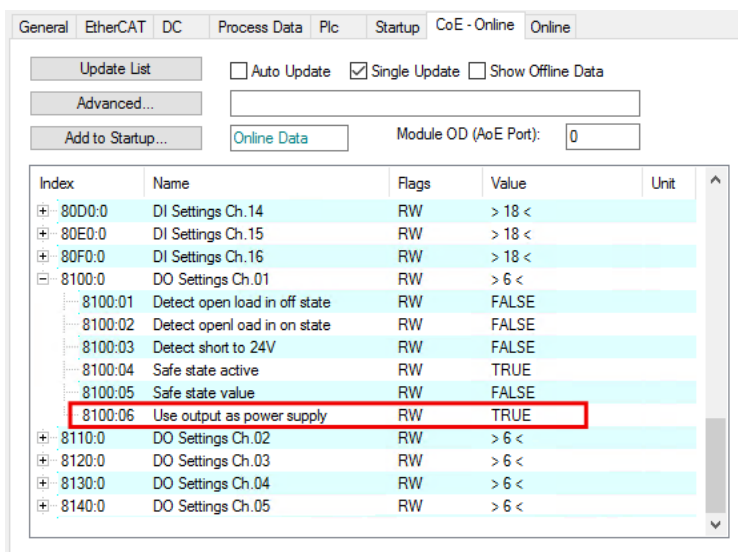 General EtherCAT DC Process Data Plc Startup CoE - Online Online
Update List Auto Update Single Update Show Offline Data
Advanced...
Add to Startup... Online Data Module OD (AoE Port): 0
Index Name Flags Value Unit
80D0:0 DI Settings Ch.14 RW > 18 <
80E0:0 DI Settings Ch.15 RW > 18 <
80F0:0 DI Settings Ch.16 RW > 18 <
8100:0 DO Settings Ch.01 RW > 6 <
8100:01 Detect open load in off state RW FALSE
8100:02 Detect openl oad in on state RW FALSE
8100:03 Detect short to 24V RW FALSE
8100:04 Safe state active RW TRUE
8100:05 Safe state value RW FALSE
8100:06 Use output as power supply RW TRUE
8110:0 DO Settings Ch.02 RW > 6 <
8120:0 DO Settings Ch.03 RW > 6 <
8130:0 DO Settings Ch.04 RW > 6 <
8140:0 DO Settings Ch.05 RW > 6 <